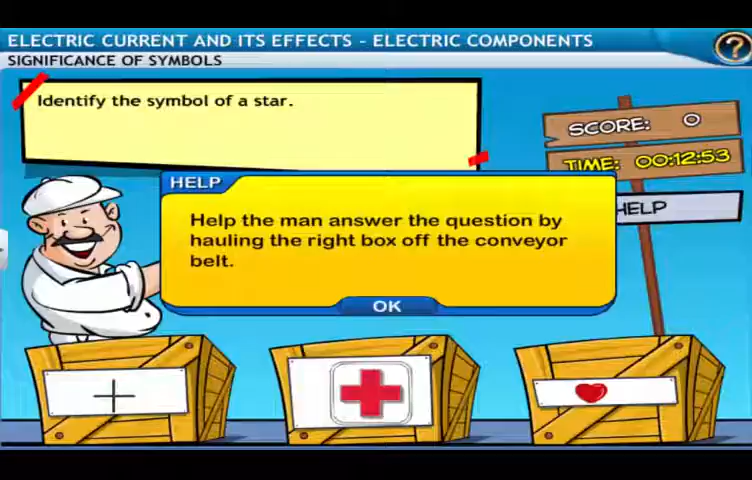 ELECTRIC CURRENT AND ITS EFFECTS - ELECTRIC COMPONENTS
?
SIGNIFICANCE OF SYMBOLS
Identify the symbol of a star.
SCORE: 0
TIME: 00:12:53
HELP
HELP
Help the man answer the question by
hauling the right box off the conveyor
belt.
OK